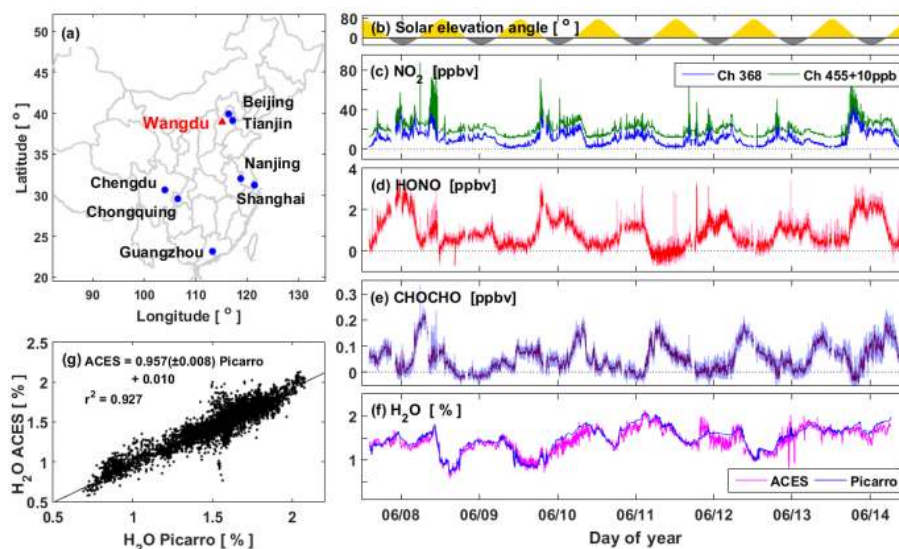 (a)
50
45
40
35
30
25
20
Latitude [ ° ]
Beijing
Wangdu
Tianjin
Nanjing
Chengdu
Shanghai
Chongquing
Guangzhou
90 100 110 120 130
Longitude [ ° ]
(g) ACES = 0.957(±0.008) Picarro
+ 0.010
r² = 0.927
2.5
2
1.5
1
0.5
H₂O ACES [ % ]
0.5 1 1.5 2
H₂O Picarro [ % ]
80
0
(b) Solar elevation angle [ ° ]
(c) NO₂ [ppbv]
Ch 368 Ch 455+10ppb
80
40
0
(d) HONO [ppbv]
4
2
0
(e) CHOCHO [ppbv]
0.3
0.2
0.1
0
(f) H₂O [ % ]
2
1
ACES Picarro
06/08 06/09 06/10 06/11 06/12 06/13 06/14
Day of year